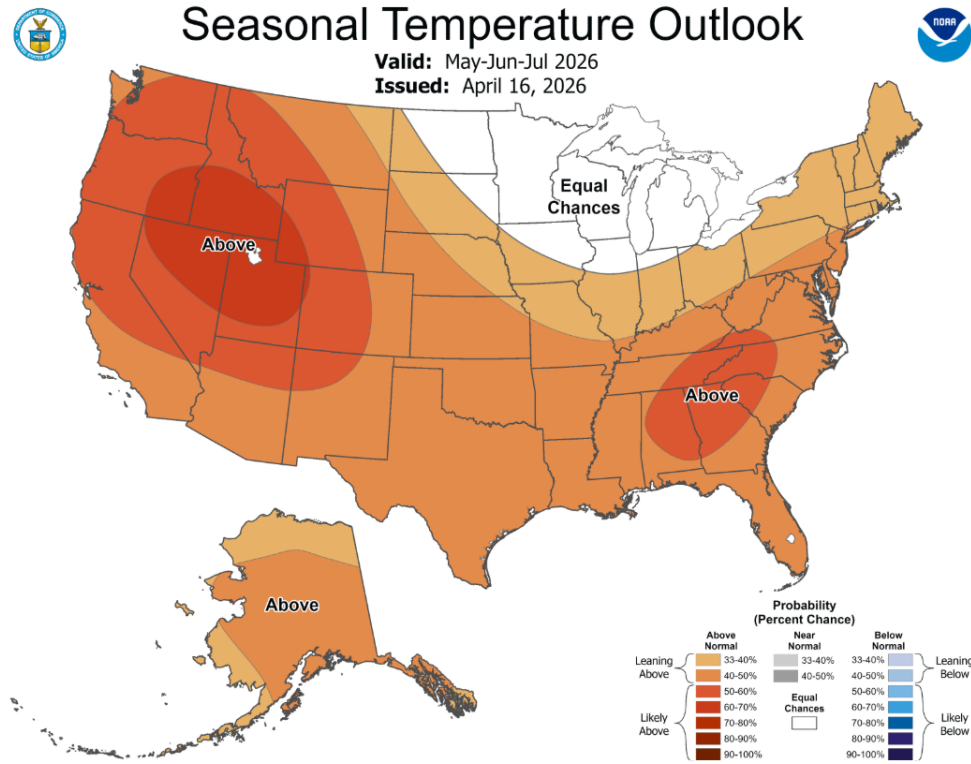 Seasonal Temperature Outlook
Valid: May-Jun-Jul 2026
Issued: April 16, 2026
NOAA
Equal
Chances
Above
Above
Above
Probability
(Percent Chance)
Above
Normal
Near
Normal
Below
Normal
Leaning
Above
33-40%
40-50%
33-40%
40-50%
33-40%
40-50%
Leaning
Below
Likely
Above
50-60%
60-70%
70-80%
80-90%
90-100%
Equal
Chances
50-60%
60-70%
70-80%
80-90%
90-100%
Likely
Below